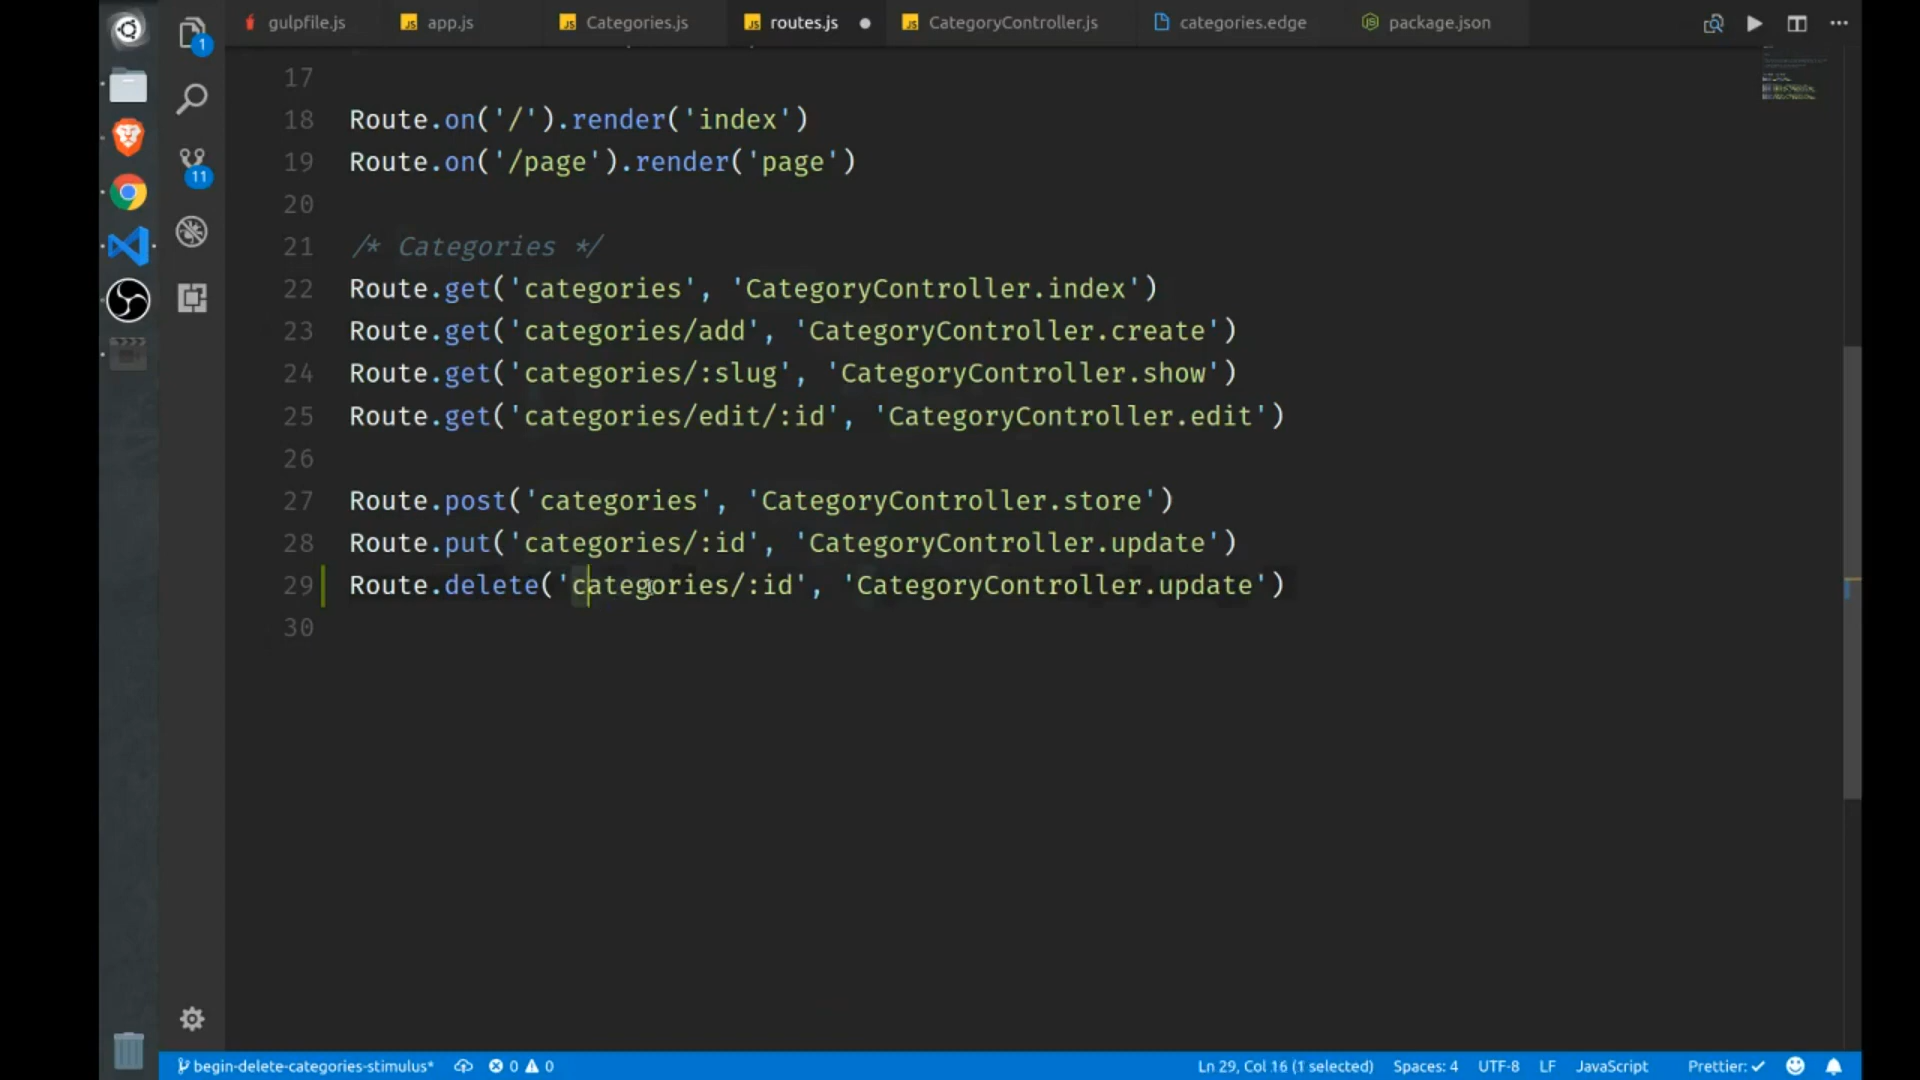 gulpfile.js app.js Categories.js routes.js CategoryController.js categories.edge package.json
1
11
17
18 Route.on('/').render('index')
19 Route.on('/page').render('page')
20
21 /* Categories */
22 Route.get('categories', 'CategoryController.index')
23 Route.get('categories/add', 'CategoryController.create')
24 Route.get('categories/:slug', 'CategoryController.show')
25 Route.get('categories/edit/:id', 'CategoryController.edit')
26
27 Route.post('categories', 'CategoryController.store')
28 Route.put('categories/:id', 'CategoryController.update')
29 Route.delete('categories/:id', 'CategoryController.update')
30
begin-delete-categories-stimulus* 0 0 Ln 29, Col 16 (1 selected) Spaces: 4 UTF-8 LF JavaScript Prettier: ✓